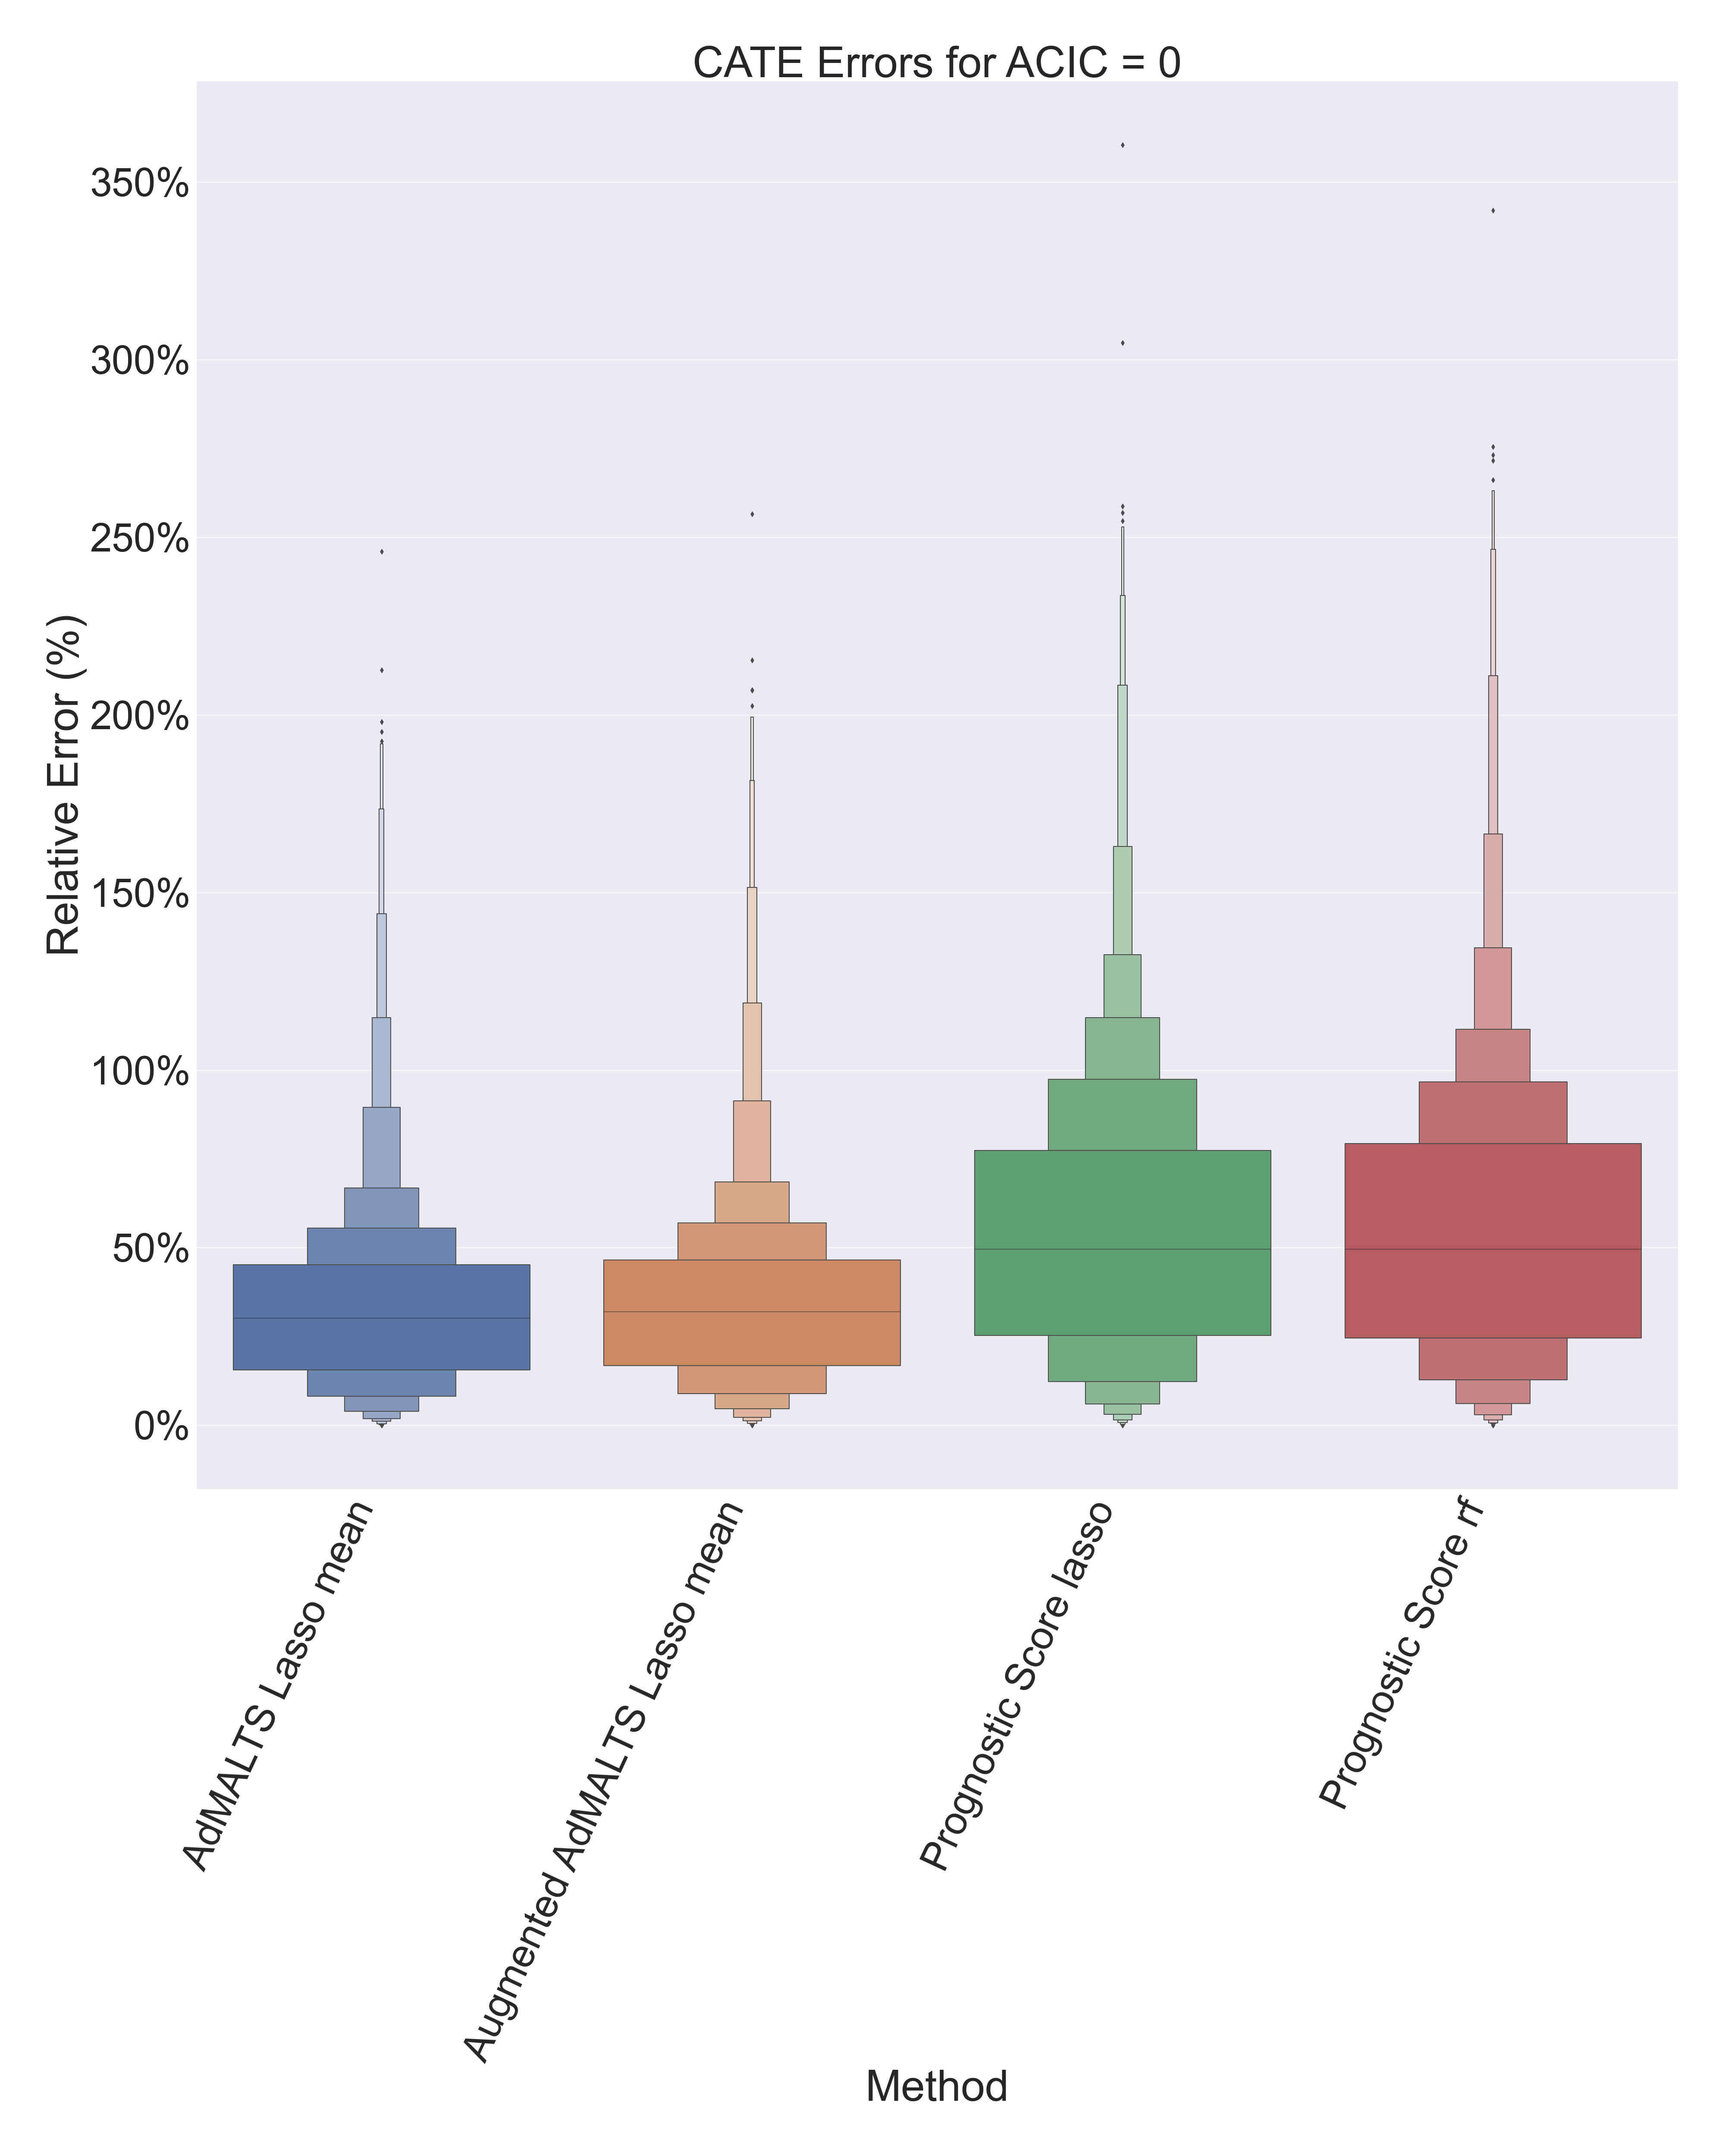 CATE Errors for ACIC = 0
350%
300%
250%
200%
150%
100%
50%
0%
Relative Error (%)
AdMALTS Lasso mean
Augmented AdMALTS Lasso mean
Prognostic Score lasso
Prognostic Score rf
Method